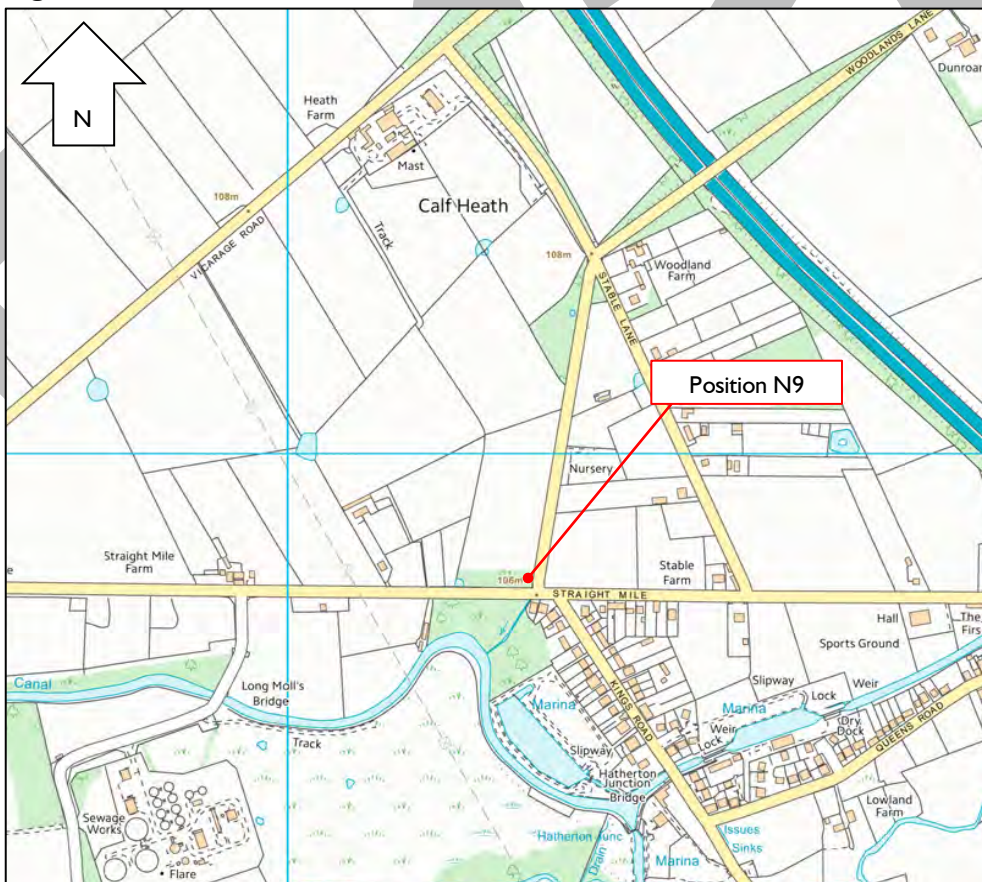 WOODLANDS LANE
Dunroam
N
Heath
Farm
Mast
Calf Heath
108m
VICARAGE ROAD
Track
108m
Woodland
Farm
STABLE LANE
Position N9
Nursery
Straight Mile
Farm
e
106m
STRAIGHT MILE
Stable
Farm
Hall
The
Firs
Sports Ground
Canal
Long Moll's
Bridge
Track
Marina
KINGS ROAD
Slipway
Lock
Weir
Marina
Weir
Lock
Dry
Dock
QUEENS ROAD
Slipway
Hatherton
Junction
Bridge
Sewage
Works
Flare
Hatherton Junc
Drain
Marina
Issues
Sinks
Lowland
Farm